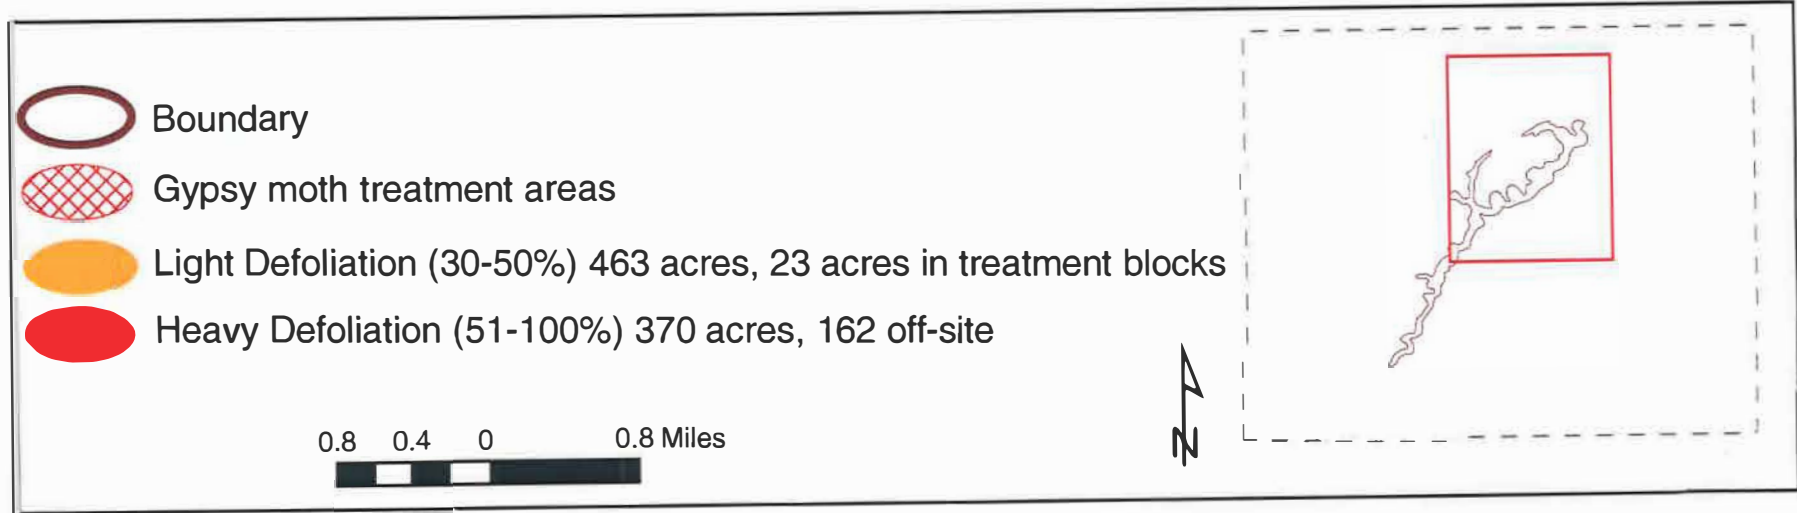 Boundary
Gypsy moth treatment areas
Light Defoliation (30-50%) 463 acres, 23 acres in treatment blocks
Heavy Defoliation (51-100%) 370 acres, 162 off-site
0.8 0.4 0 0.8 Miles
N